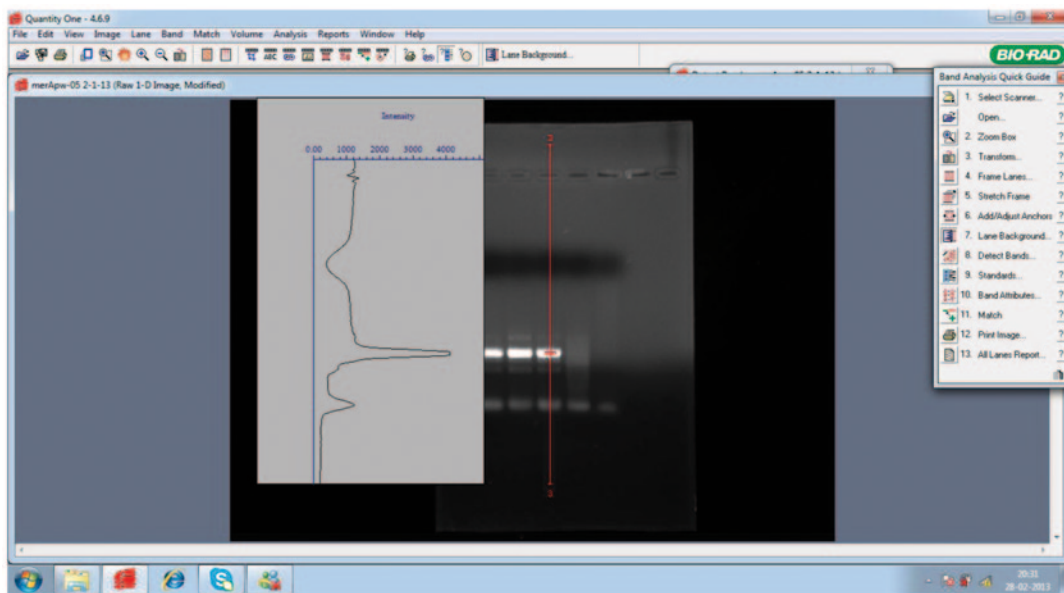 Quantity One - 4.6.9
File Edit View Image Lane Band Match Volume Analysis Reports Window Help
Lane Background...
BIO-RAD
merApw-05 2-1-13 (Raw 1-D Image, Modified)
Band Analysis Quick Guide
1. Select Scanner... ?
Open... ?
2. Zoom Box ?
3. Transform... ?
4. Frame Lanes... ?
5. Stretch Frame ?
6. Add/Adjust Anchors ?
7. Lane Background... ?
8. Detect Bands... ?
9. Standards... ?
10. Band Attributes... ?
11. Match ?
12. Print Image... ?
13. All Lanes Report... ?
Intensity
0.00 1000 2000 3000 4000
3
3
20:31
28-02-2013